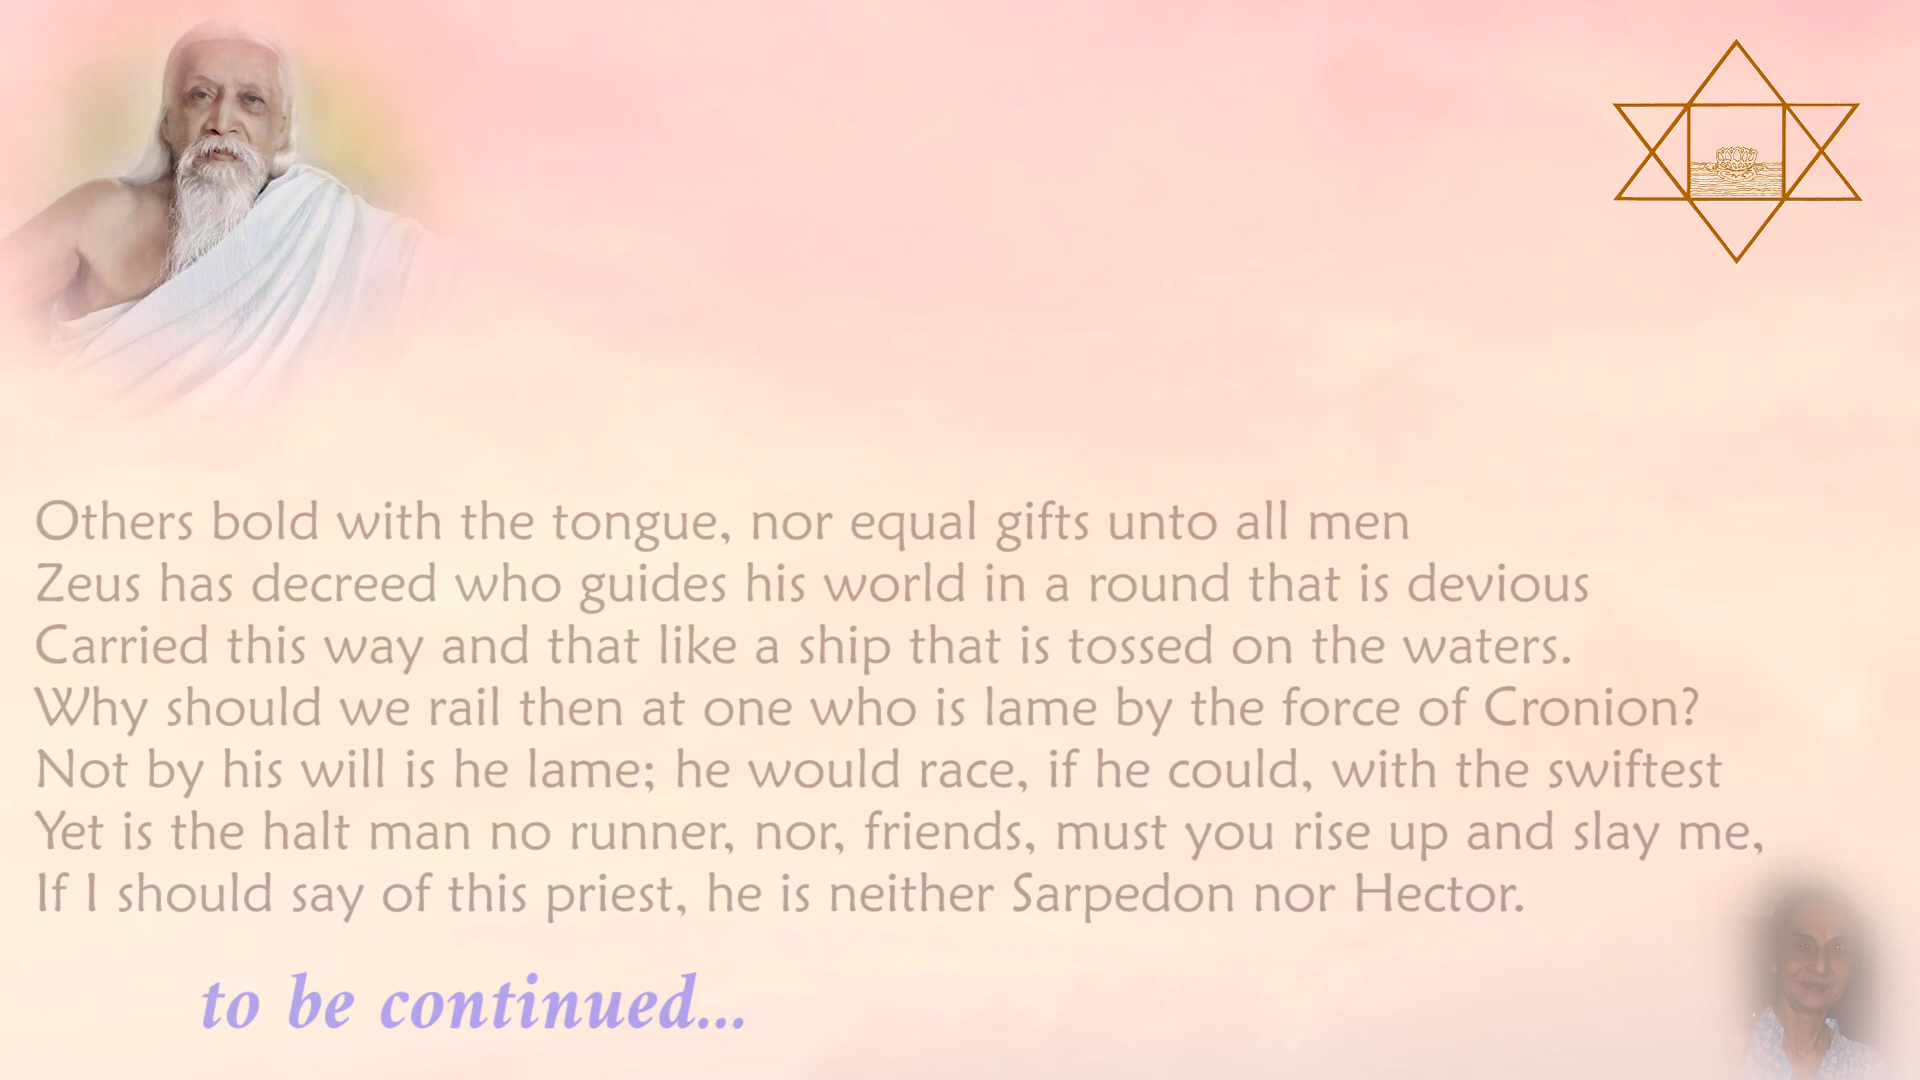 Others bold with the tongue, nor equal gifts unto all men
Zeus has decreed who guides his world in a round that is devious
Carried this way and that like a ship that is tossed on the waters.
Why should we rail then at one who is lame by the force of Cronion?
Not by his will is he lame; he would race, if he could, with the swiftest
Yet is the halt man no runner, nor, friends, must you rise up and slay me,
If I should say of this priest, he is neither Sarpedon nor Hector.
to be continued...